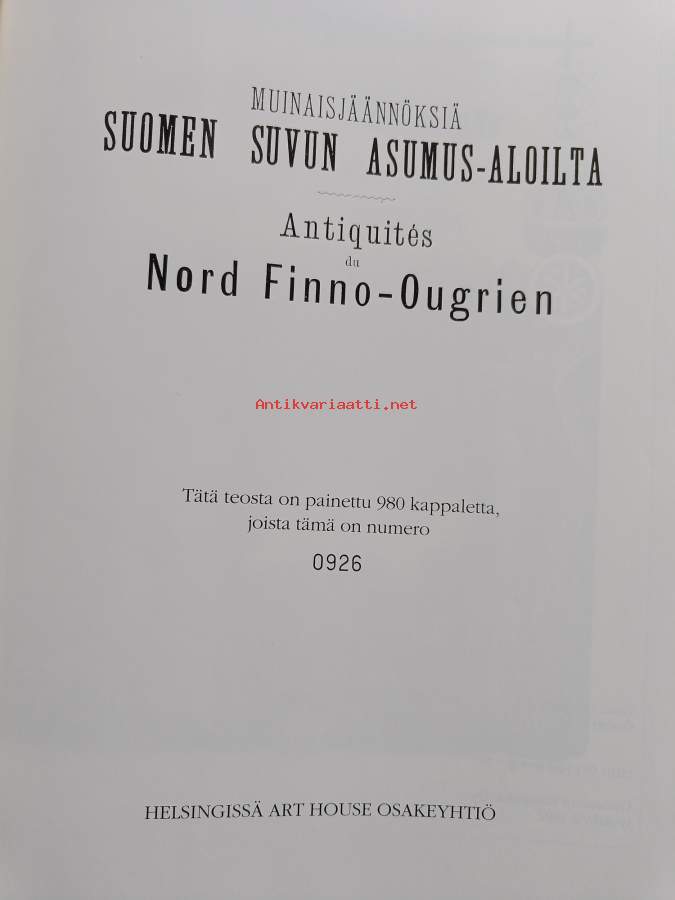 MUINAISJÄÄNNÖKSIÄ
SUOMEN SUVUN ASUMUS-ALOILTA
Antiquités
du
Nord Finno-Ougrien
Antikvariaatti.net
Tätä teosta on painettu 980 kappaletta,
joista tämä on numero
0926
HELSINGISSÄ ART HOUSE OSAKEYHTIÖ